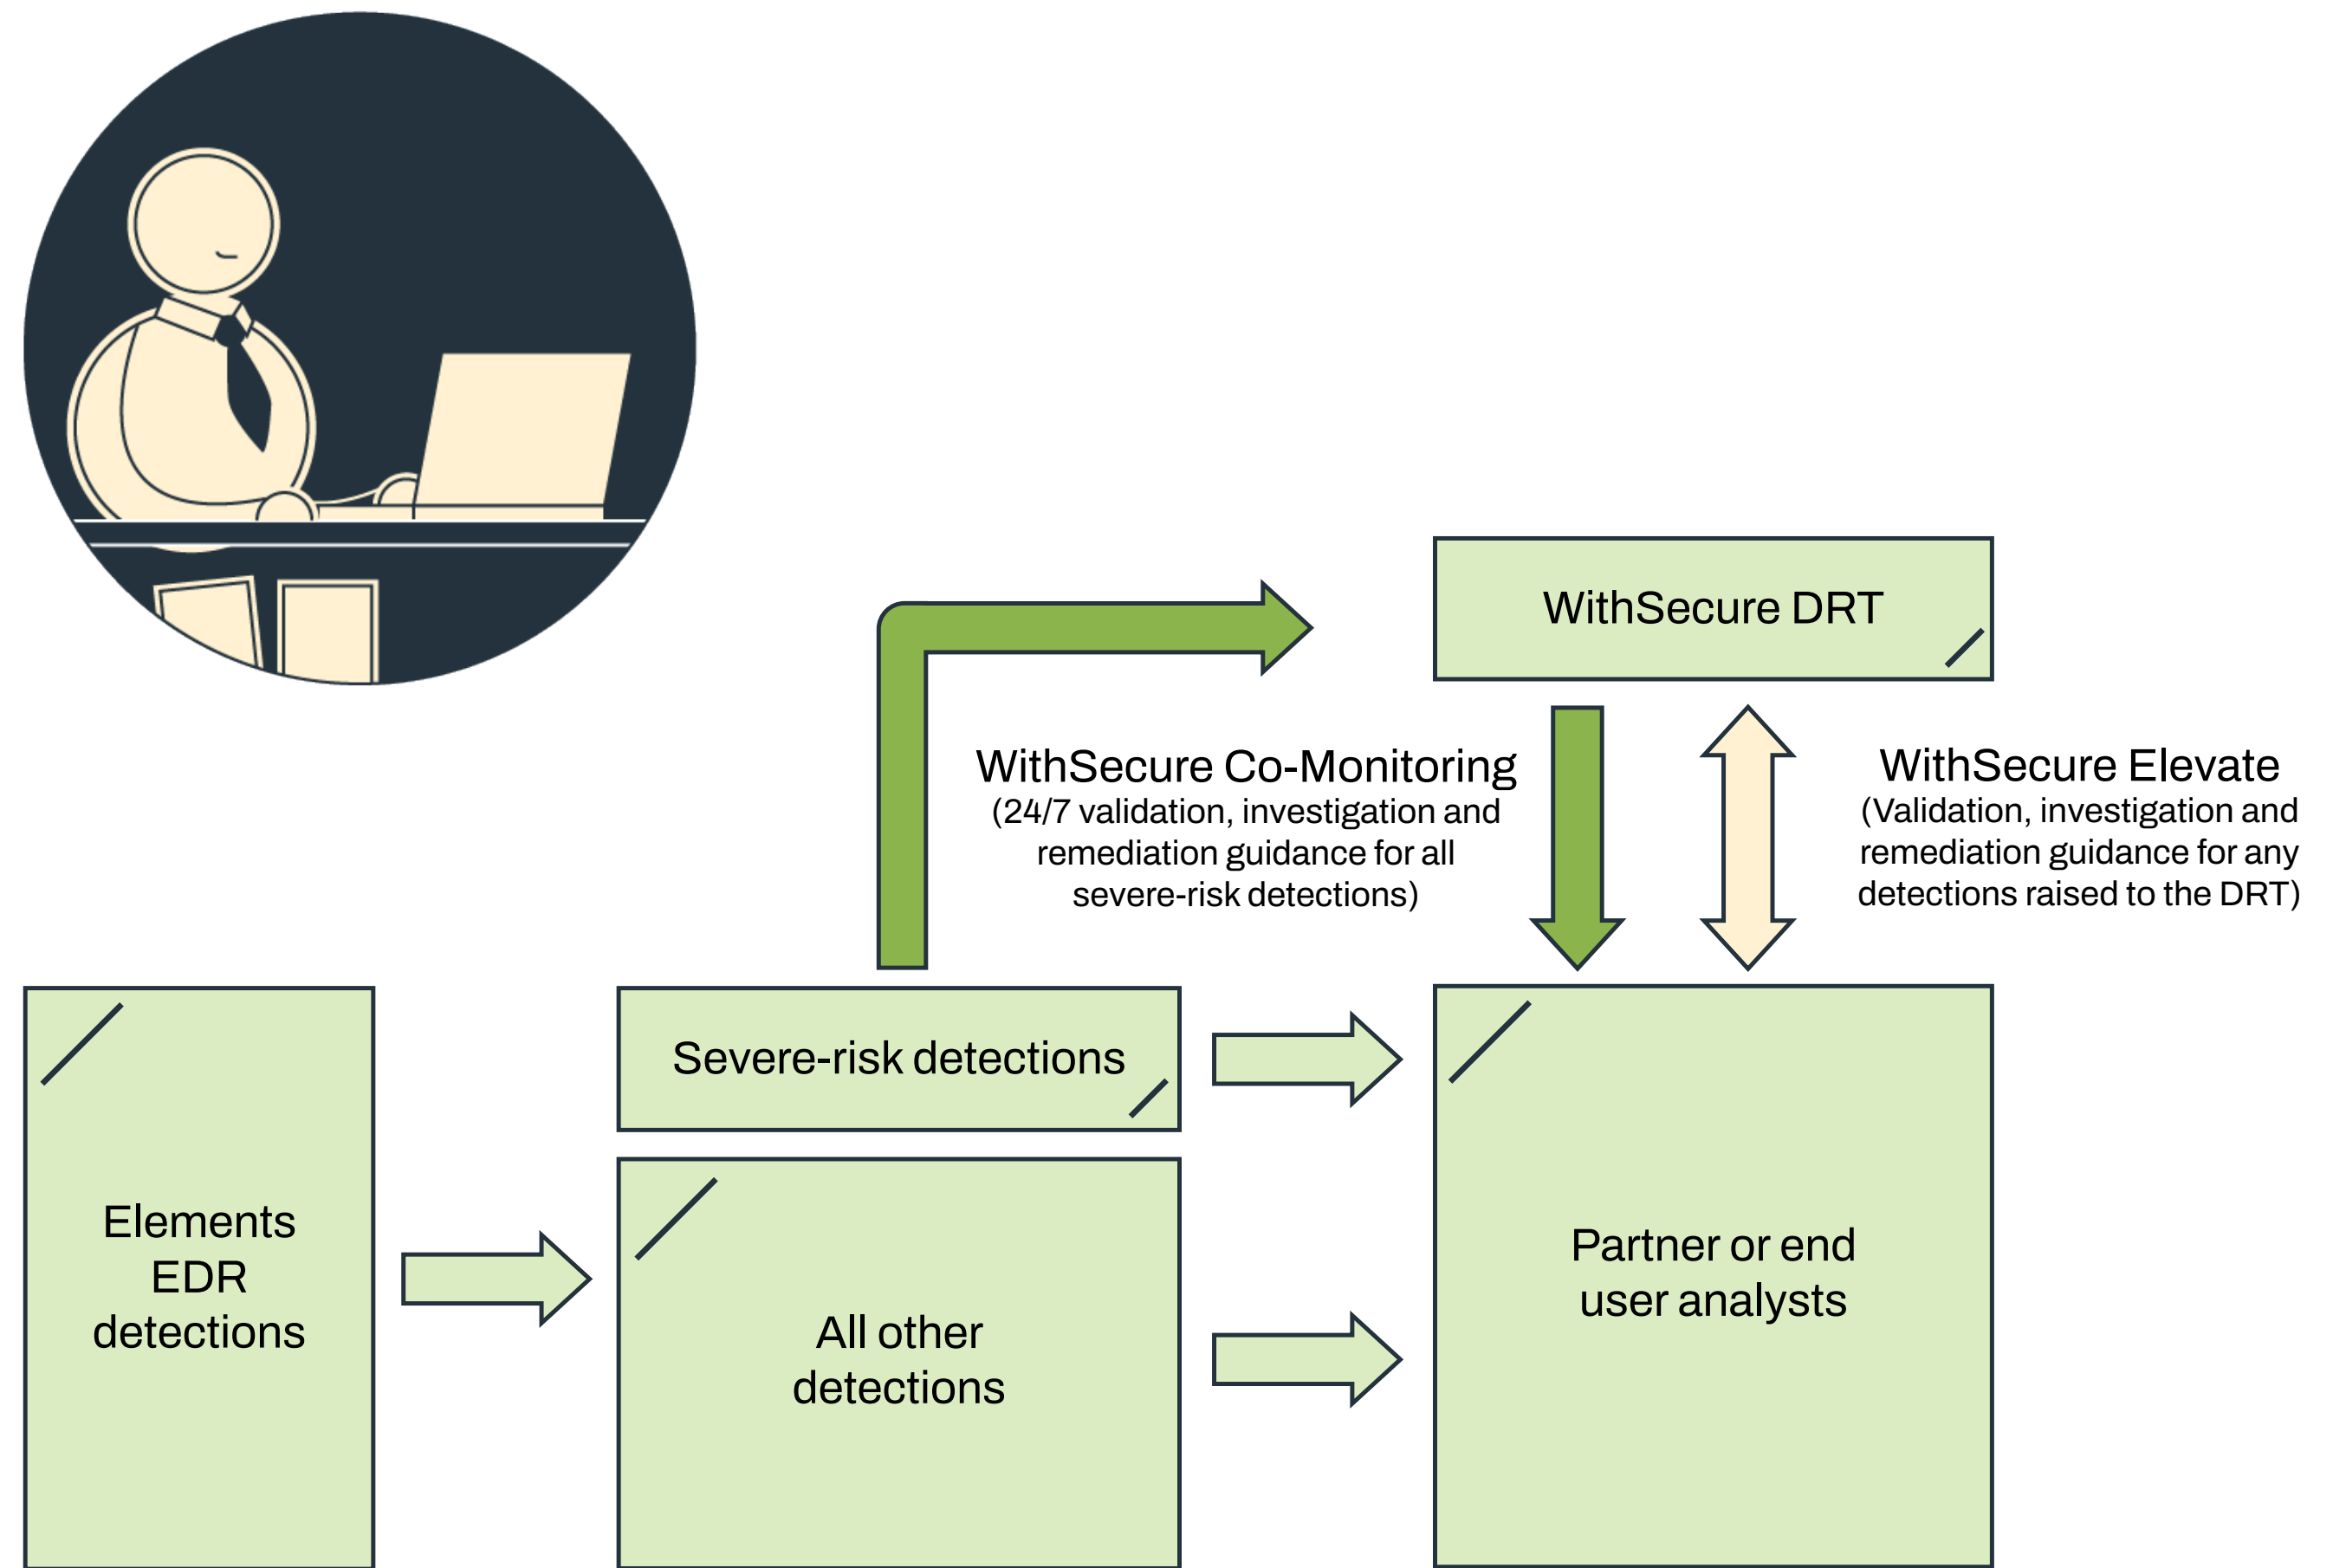 WithSecure DRT
WithSecure Co-Monitoring
(24/7 validation, investigation and
remediation guidance for all
severe-risk detections)
WithSecure Elevate
(Validation, investigation and
remediation guidance for any
detections raised to the DRT)
Elements
EDR
detections
Severe-risk detections
All other
detections
Partner or end
user analysts